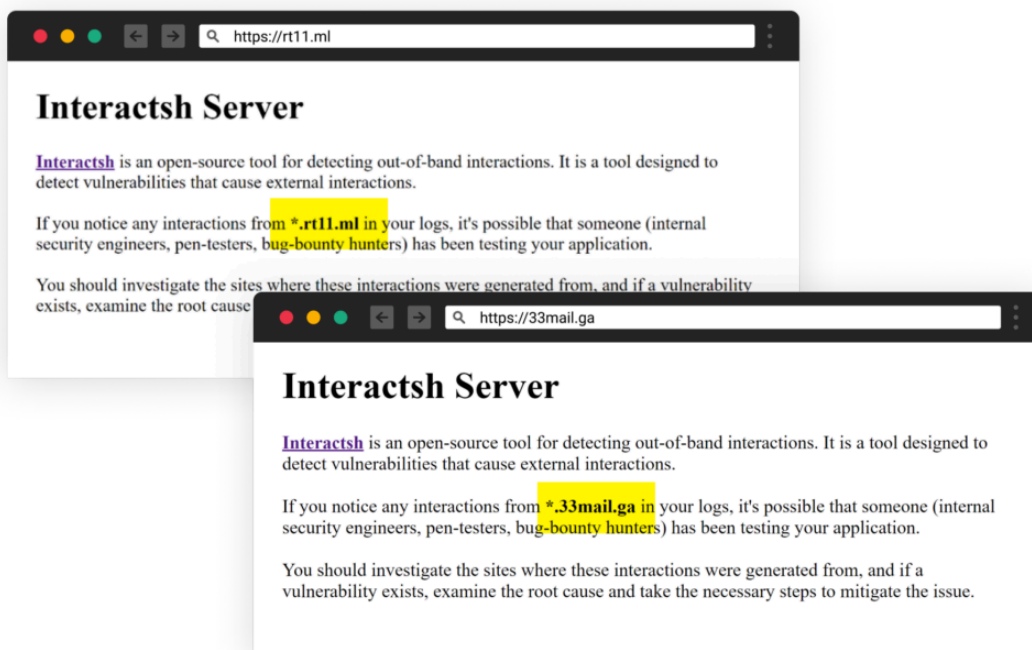 https://rt11.ml
Interactsh Server
Interactsh is an open-source tool for detecting out-of-band interactions. It is a tool designed to
detect vulnerabilities that cause external interactions.
If you notice any interactions from *.rt11.ml in your logs, it's possible that someone (internal
security engineers, pen-testers, bug-bounty hunters) has been testing your application.
You should investigate the sites where these interactions were generated from, and if a vulnerability
exists, examine the root cause
https://33mail.ga
Interactsh Server
Interactsh is an open-source tool for detecting out-of-band interactions. It is a tool designed to
detect vulnerabilities that cause external interactions.
If you notice any interactions from *.33mail.ga in your logs, it's possible that someone (internal
security engineers, pen-testers, bug-bounty hunters) has been testing your application.
You should investigate the sites where these interactions were generated from, and if a
vulnerability exists, examine the root cause and take the necessary steps to mitigate the issue.